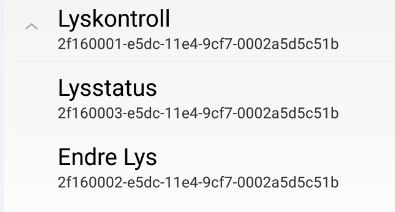 Lyskontroll
2f160001-e5dc-11e4-9cf7-0002a5d5c51b
Lysstatus
2f160003-e5dc-11e4-9cf7-0002a5d5c51b
Endre Lys
2f160002-e5dc-11e4-9cf7-0002a5d5c51b